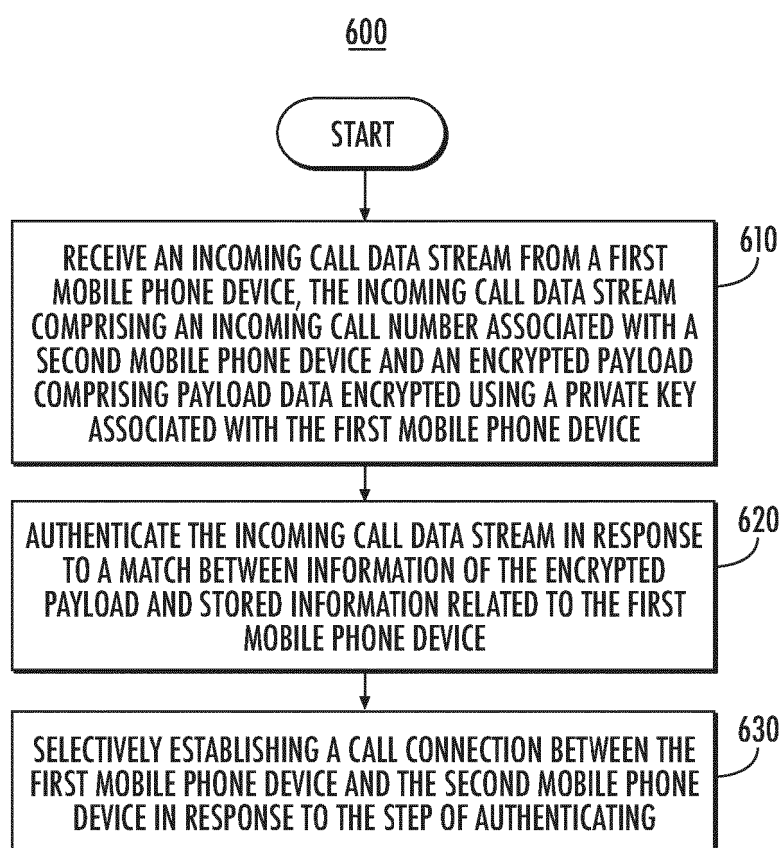 600
START
RECEIVE AN INCOMING CALL DATA STREAM FROM A FIRST
MOBILE PHONE DEVICE, THE INCOMING CALL DATA STREAM
COMPRISING AN INCOMING CALL NUMBER ASSOCIATED WITH A
SECOND MOBILE PHONE DEVICE AND AN ENCRYPTED PAYLOAD
COMPRISING PAYLOAD DATA ENCRYPTED USING A PRIVATE KEY
ASSOCIATED WITH THE FIRST MOBILE PHONE DEVICE
610
AUTHENTICATE THE INCOMING CALL DATA STREAM IN RESPONSE
TO A MATCH BETWEEN INFORMATION OF THE ENCRYPTED
PAYLOAD AND STORED INFORMATION RELATED TO THE FIRST
MOBILE PHONE DEVICE
620
SELECTIVELY ESTABLISHING A CALL CONNECTION BETWEEN THE
FIRST MOBILE PHONE DEVICE AND THE SECOND MOBILE PHONE
DEVICE IN RESPONSE TO THE STEP OF AUTHENTICATING
630